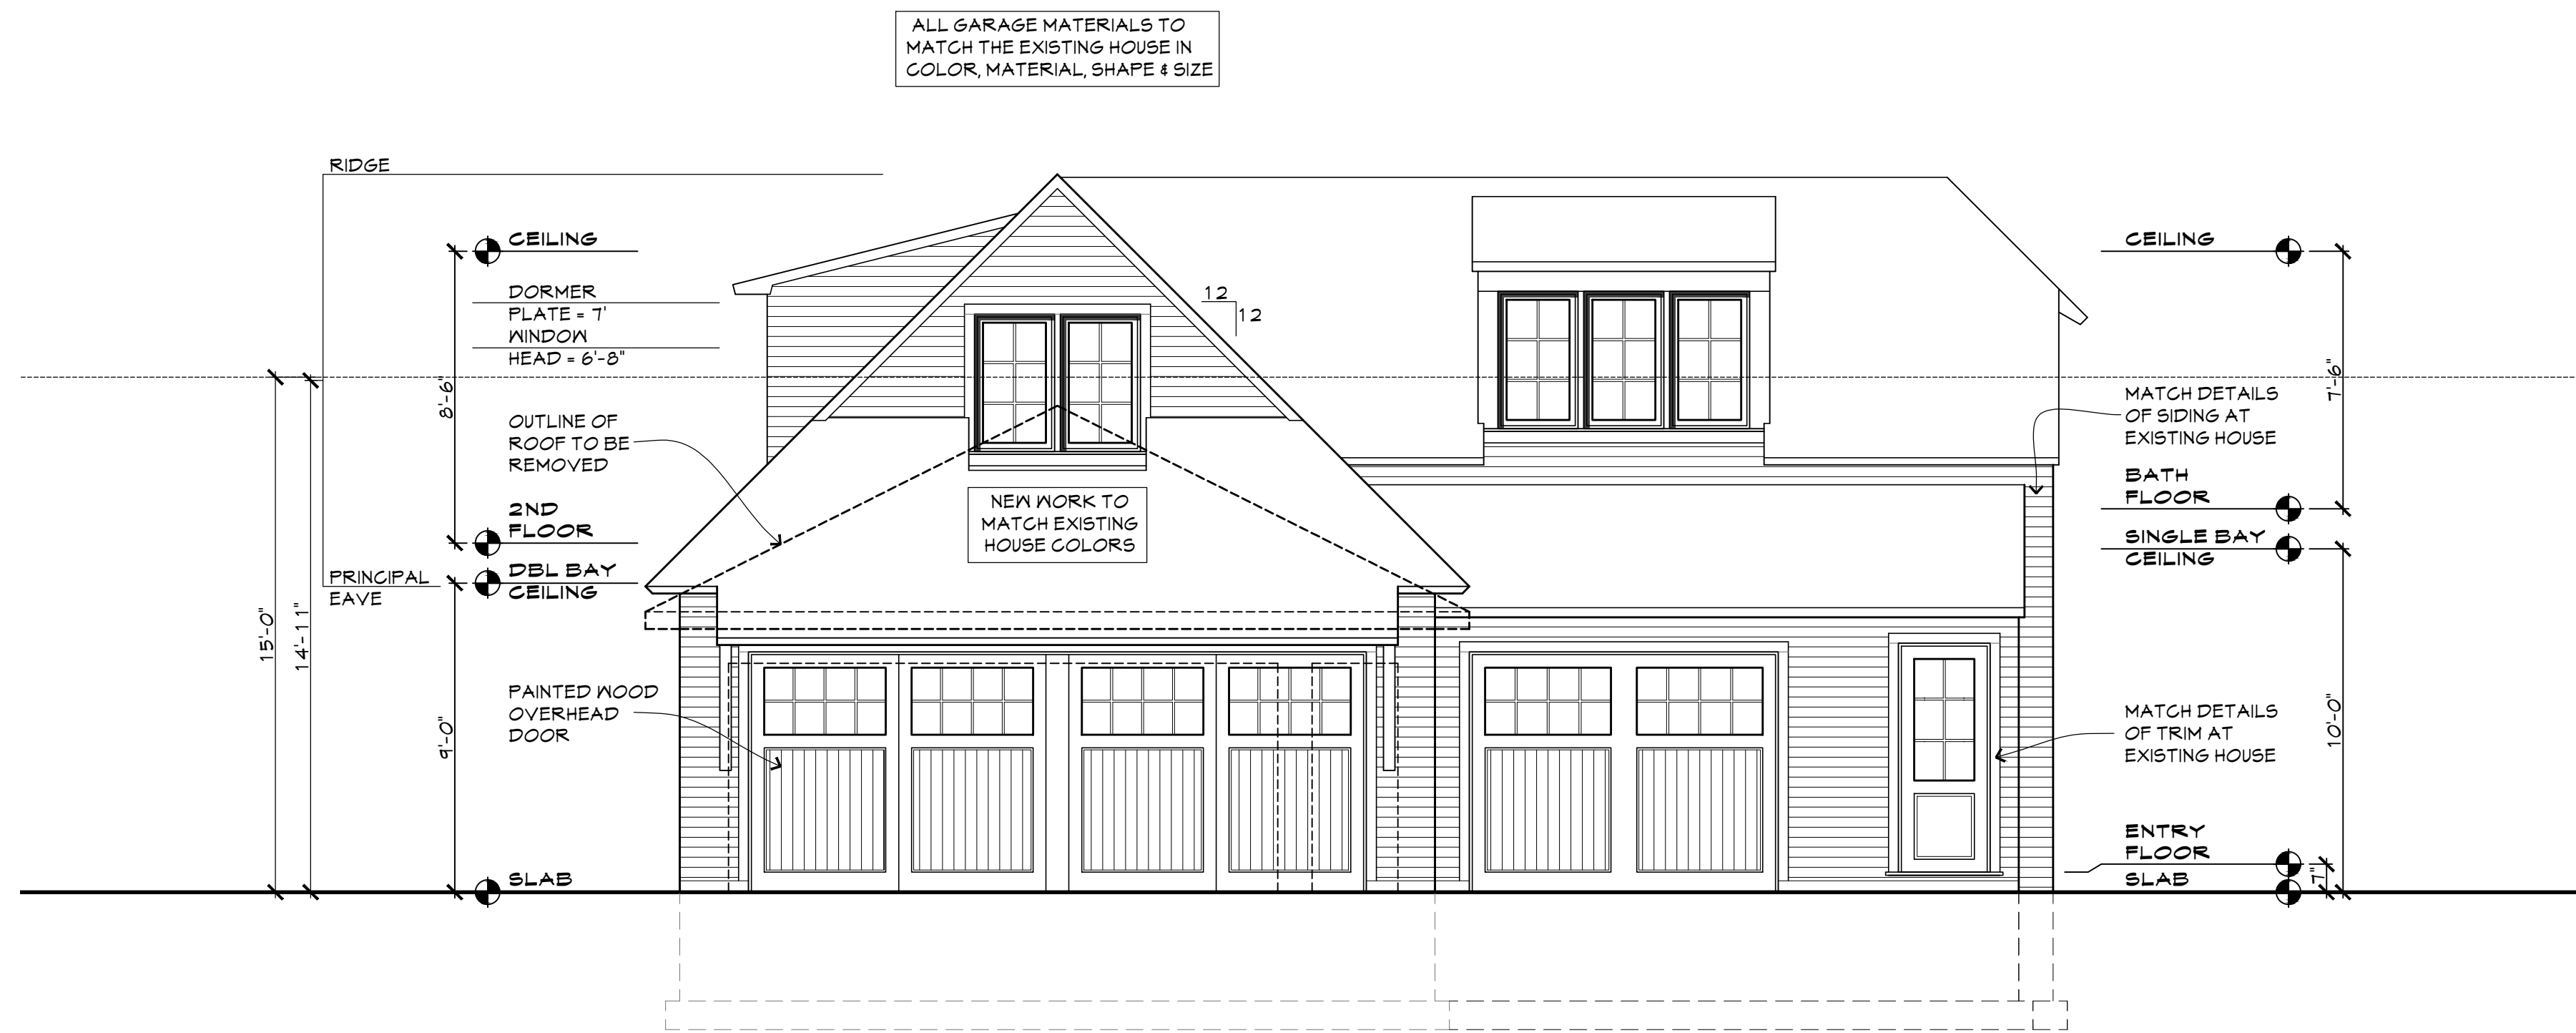 ALL GARAGE MATERIALS TO
MATCH THE EXISTING HOUSE IN
COLOR, MATERIAL, SHAPE & SIZE
RIDGE
CEILING
DORMER
PLATE = 7'
WINDOW
HEAD = 6'-8"
8'-6"
OUTLINE OF
ROOF TO BE
REMOVED
2ND
FLOOR
DBL BAY
CEILING
PRINCIPAL
EAVE
15'-0"
14'-11"
9'-0"
PAINTED WOOD
OVERHEAD
DOOR
SLAB
12
12
NEW WORK TO
MATCH EXISTING
HOUSE COLORS
CEILING
7'-6"
MATCH DETAILS
OF SIDING AT
EXISTING HOUSE
BATH
FLOOR
SINGLE BAY
CEILING
MATCH DETAILS
OF TRIM AT
EXISTING HOUSE
10'-0"
ENTRY
FLOOR
SLAB
7"